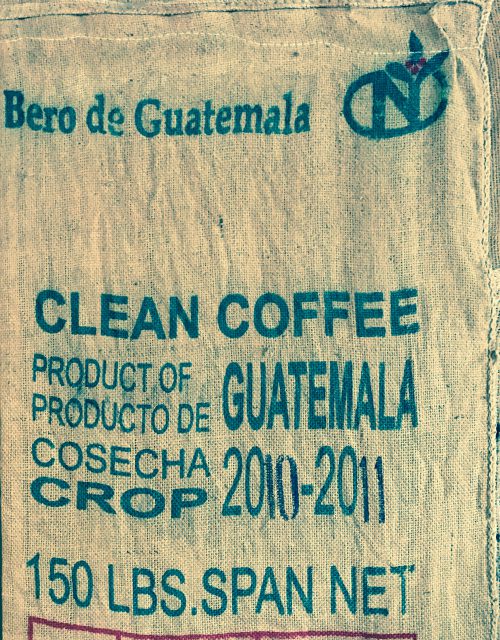 Bero de Guatemala
N
CLEAN COFFEE
PRODUCT OF
PRODUCTO DE GUATEMALA
COSECHA
CROP 2010-2011
150 LBS.SPAN NET